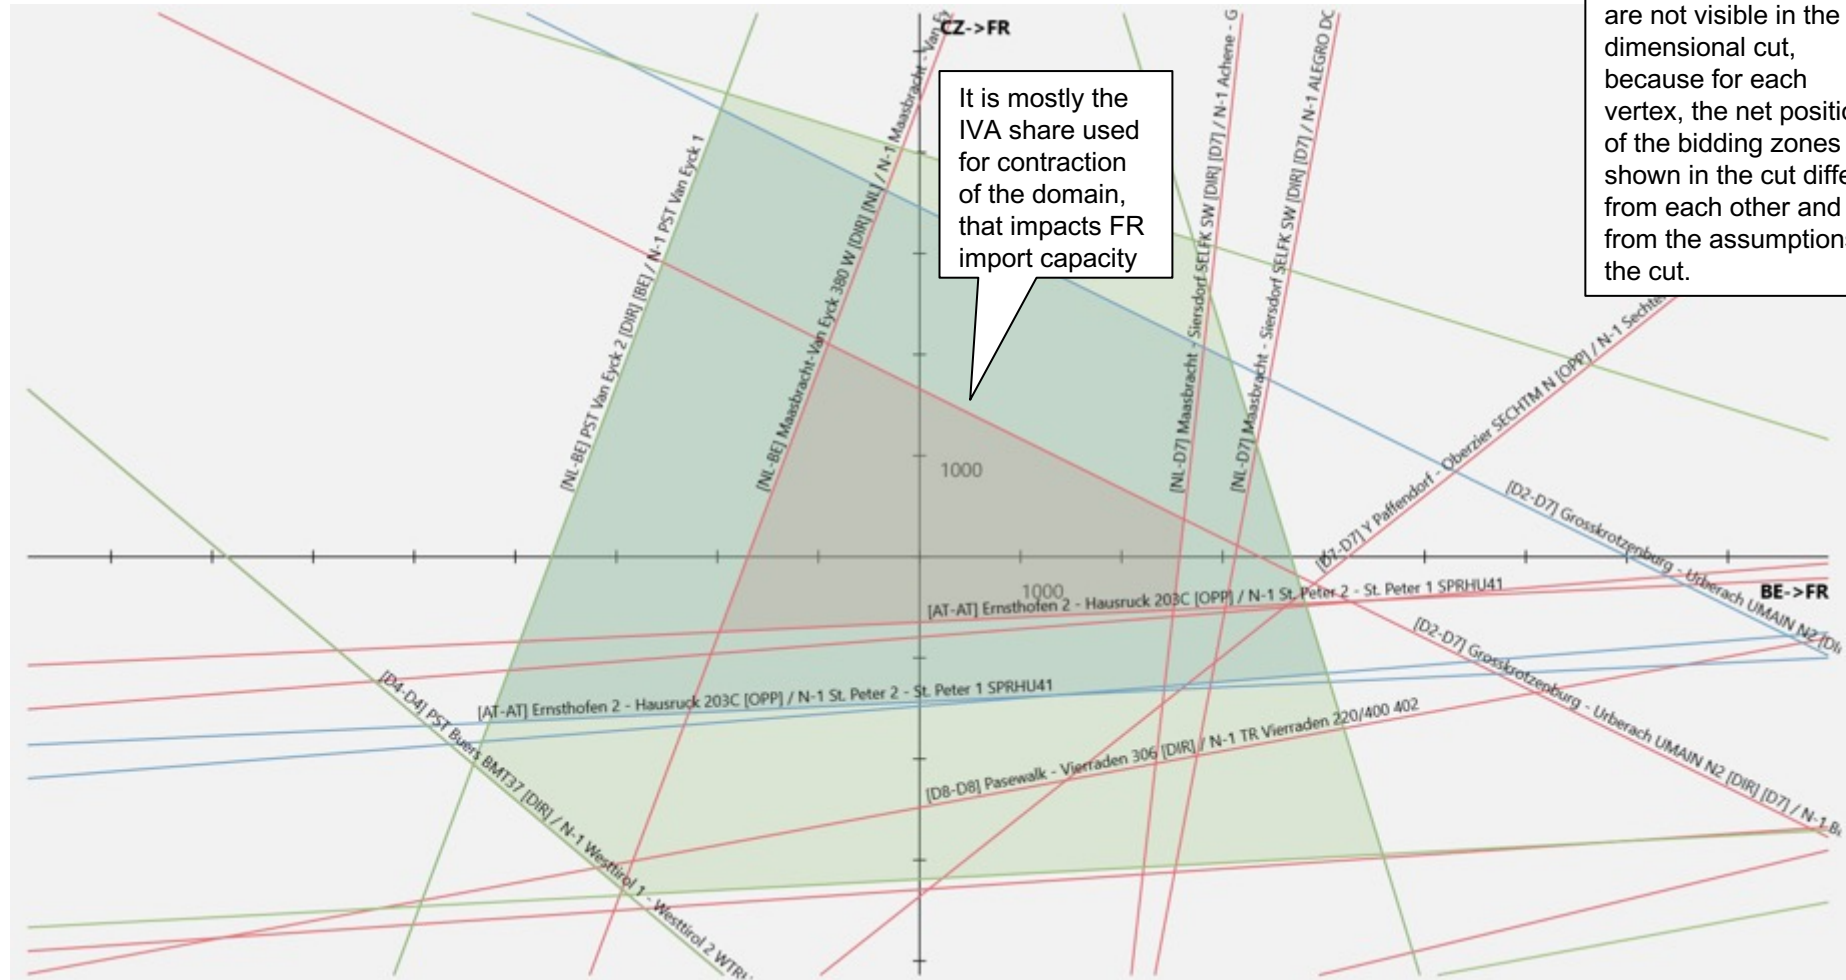 CZ->FR
are not visible in the
dimensional cut,
because for each
vertex, the net
of the bidding zones
shown in the cut
from each other and
from the
the cut.
It is mostly the
IVA share used
for contraction
of the domain,
that impacts FR
import capacity
[NL-BE] PST Van Eyck 2 [DIR] [BE] / N-1 PST Van Eyck 1
[NL-BE] Maasbracht-Van Eyck 380 W [DIR] [NL] / N-1 Maasbracht - Van
[NL-D7] Maasbracht - Siersdorf SELFK SW [DIR] [D7] / N-1 Achene - G
[NL-D7] Maasbracht - Siersdorf SELFK SW [DIR] [D7] / N-1 ALEGRO DC
[D7-D7] Y Paffendorf - Oberzier SECHTM N [OPP] / N-1
1000
[D2-D7] Grosskrotzenburg - Urberach UMAIN N2
1000
BE->FR
[AT-AT] Ernsthofen 2 - Hausruck 203C [OPP] / N-1 St. Peter 2 - St. Peter 1 SPRHU41
[D2-D7] Grosskrotzenburg - Urberach UMAIN N2 [DIR] [D7] / N-1
[AT-AT] Ernsthofen 2 - Hausruck 203C [OPP] / N-1 St. Peter 2 - St. Peter 1 SPRHU41
[D4-D4] PST Buers BMT37 [DIR] / N-1 Westtirol 1 - Westtirol 2
[D8-D8] Pasewalk - Vierraden 306 [DIR] / N-1 TR Vierraden 220/400 402